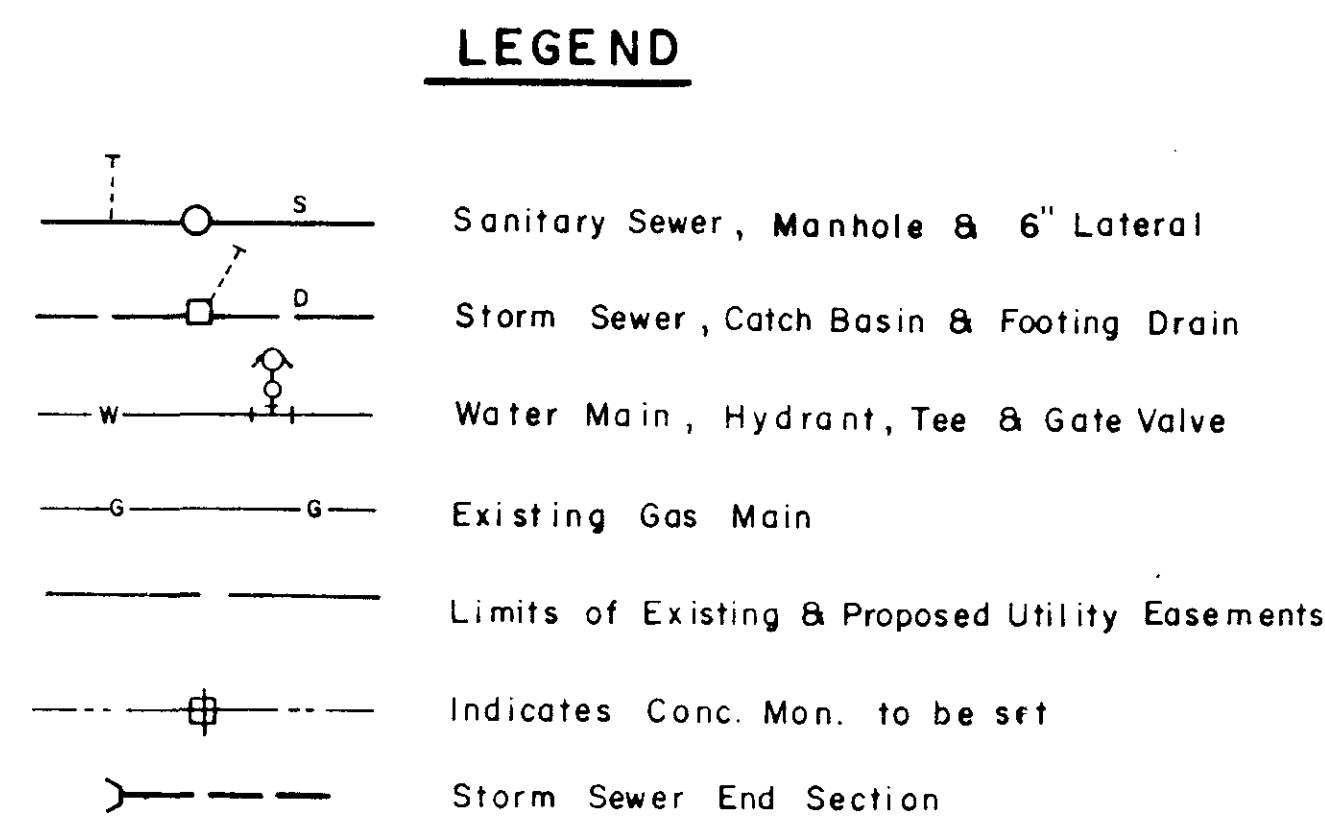 LEGEND
S
Sanitary Sewer, Manhole & 6" Lateral
D
Storm Sewer, Catch Basin & Footing Drain
W
Water Main, Hydrant, Tee & Gate Valve
G G
Existing Gas Main
Limits of Existing & Proposed Utility Easements
Indicates Conc. Mon. to be set
Storm Sewer End Section